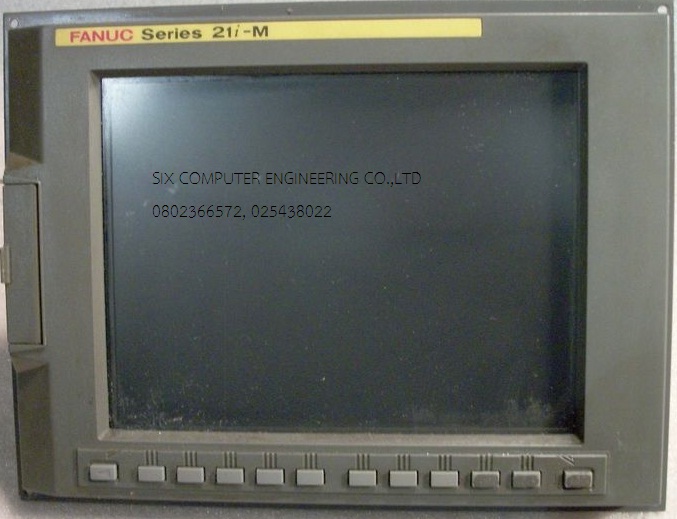 FANUC Series 21i-M
SIX COMPUTER ENGINEERING CO.,LTD
0802366572, 025438022